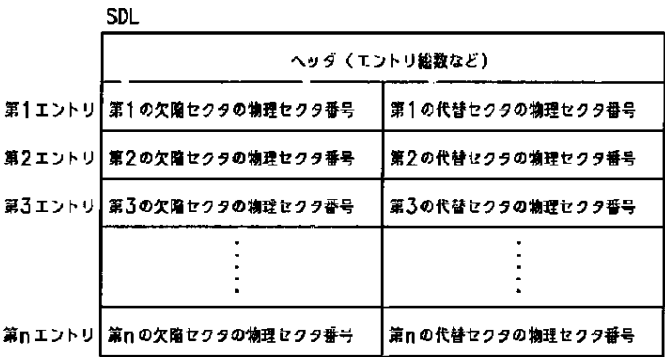 SDL
ヘッダ（エントリ総数など）
第1エントリ 第1の欠陥セクタの物理セクタ番号 第1の代替セクタの物理セクタ番号
第2エントリ 第2の欠陥セクタの物理セクタ番号 第2の代替セクタの物理セクタ番号
第3エントリ 第3の欠陥セクタの物理セクタ番号 第3の代替セクタの物理セクタ番号
第nエントリ 第nの欠陥セクタの物理セクタ番号 第nの代替セクタの物理セクタ番号